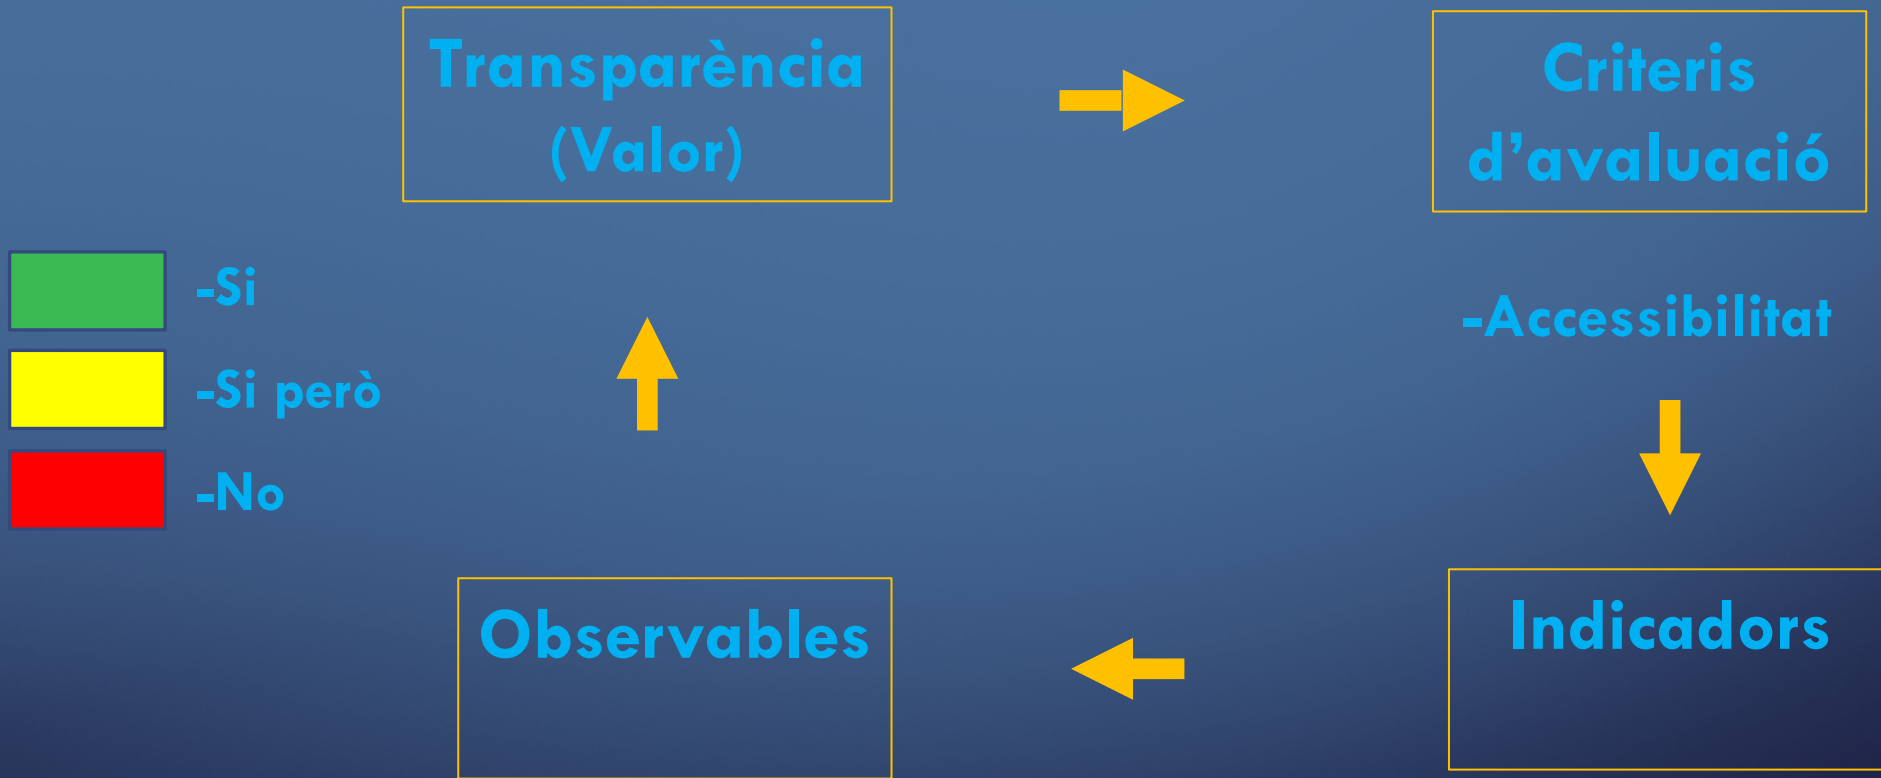 Transparència
(Valor)
Criteris
d’avaluació
-Si
-Si però
-No
-Accessibilitat
Observables
Indicadors